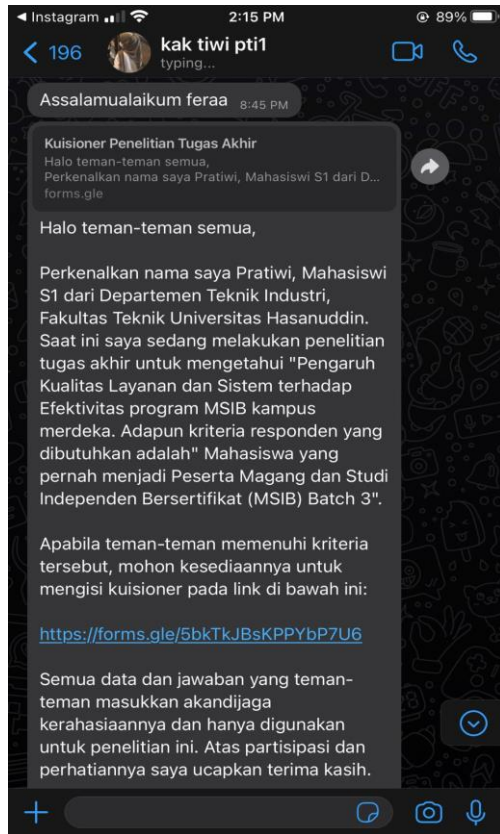 Instagram
2:15 PM
89%
196
kak tiwi pti1
typing...
Assalamualaikum feraa 8:45 PM
Kuisioner Penelitian Tugas Akhir
Halo teman-teman semua,
Perkenalkan nama saya Pratiwi, Mahasiswi S1 dari D...
forms.gle
Halo teman-teman semua,
Perkenalkan nama saya Pratiwi, Mahasiswi
S1 dari Departemen Teknik Industri,
Fakultas Teknik Universitas Hasanuddin.
Saat ini saya sedang melakukan penelitian
tugas akhir untuk mengetahui "Pengaruh
Kualitas Layanan dan Sistem terhadap
Efektivitas program MSIB kampus
merdeka. Adapun kriteria responden yang
dibutuhkan adalah" Mahasiswa yang
pernah menjadi Peserta Magang dan Studi
Independen Bersertifikat (MSIB) Batch 3".
Apabila teman-teman memenuhi kriteria
tersebut, mohon kesediaannya untuk
mengisi kuisioner pada link di bawah ini:
https://forms.gle/5bkTkJBsKPPYbP7U6
Semua data dan jawaban yang teman-
teman masukkan akandijaga
kerahasiaannya dan hanya digunakan
untuk penelitian ini. Atas partisipasi dan
perhatiannya saya ucapkan terima kasih.